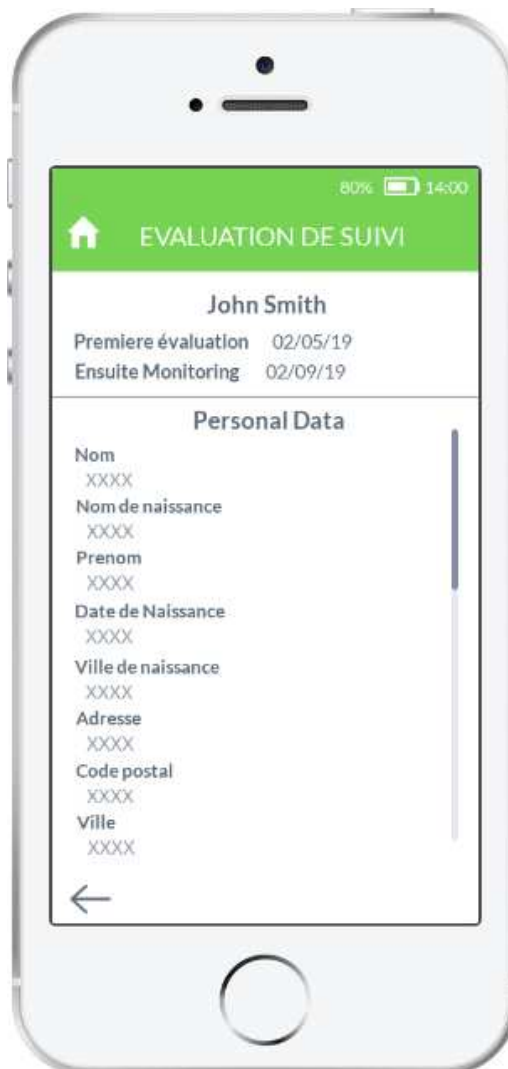 80% 14:00
EVALUATION DE SUIVI
John Smith
Premiere évaluation 02/05/19
Ensuite Monitoring 02/09/19
Personal Data
Nom
XXXX
Nom de naissance
XXXX
Prenom
XXXX
Date de Naissance
XXXX
Ville de naissance
XXXX
Adresse
XXXX
Code postal
XXXX
Ville
XXXX